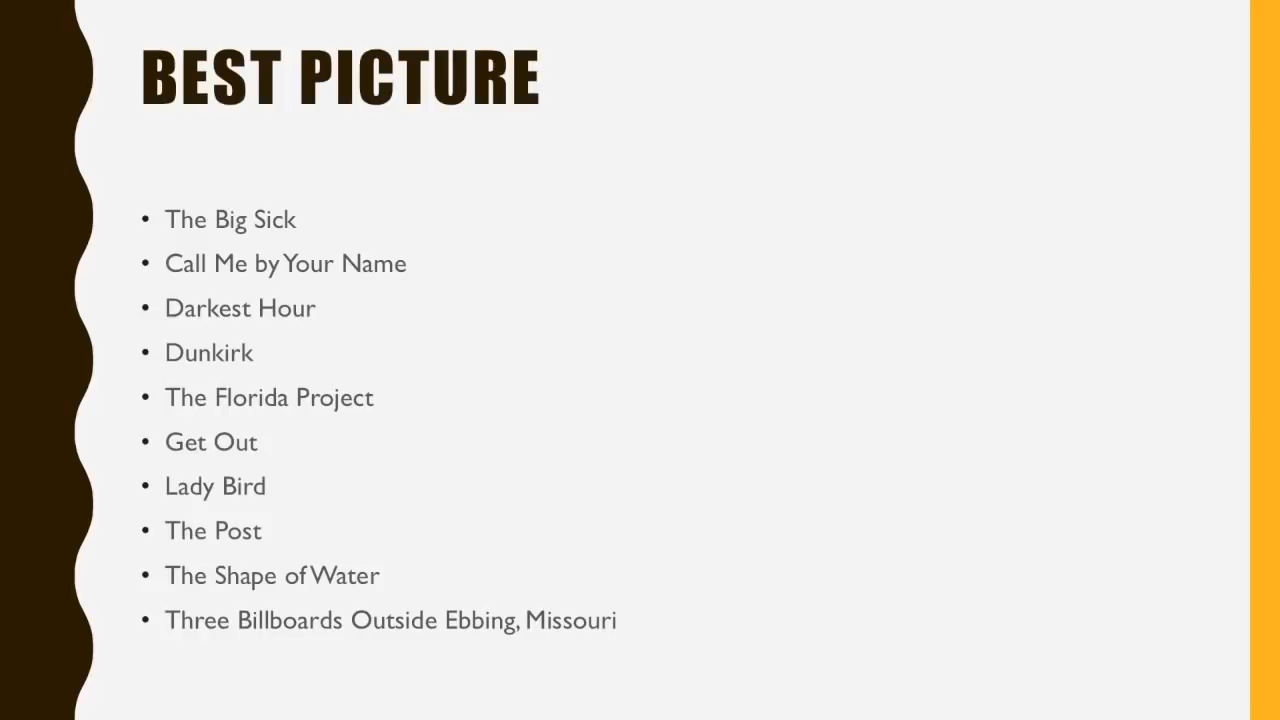 BEST PICTURE
• The Big Sick
• Call Me by Your Name
• Darkest Hour
• Dunkirk
• The Florida Project
• Get Out
• Lady Bird
• The Post
• The Shape of Water
• Three Billboards Outside Ebbing, Missouri